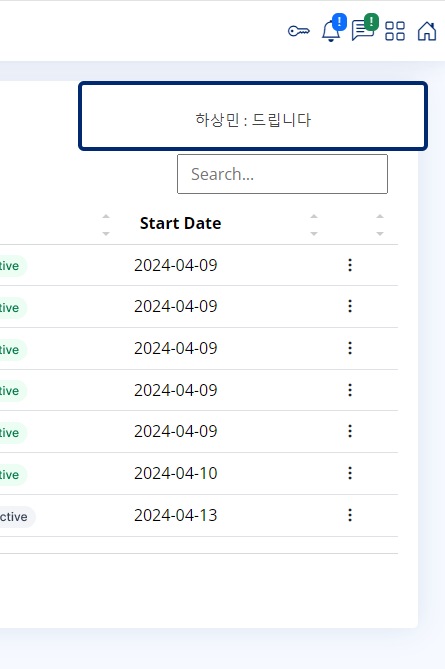 !
!
하상민 : 드립니다
Search...
Start Date
tive
2024-04-09
tive
2024-04-09
tive
2024-04-09
tive
2024-04-09
tive
2024-04-09
tive
2024-04-10
ctive
2024-04-13